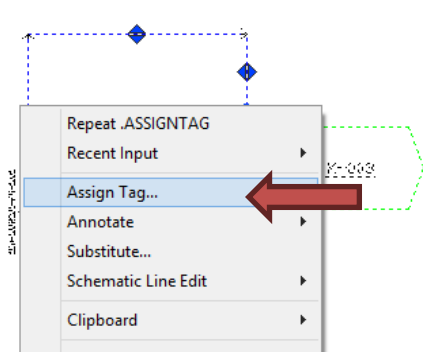 Repeat .ASSIGNTAG
Recent Input
Assign Tag...
Annotate
Substitute...
Schematic Line Edit
Clipboard